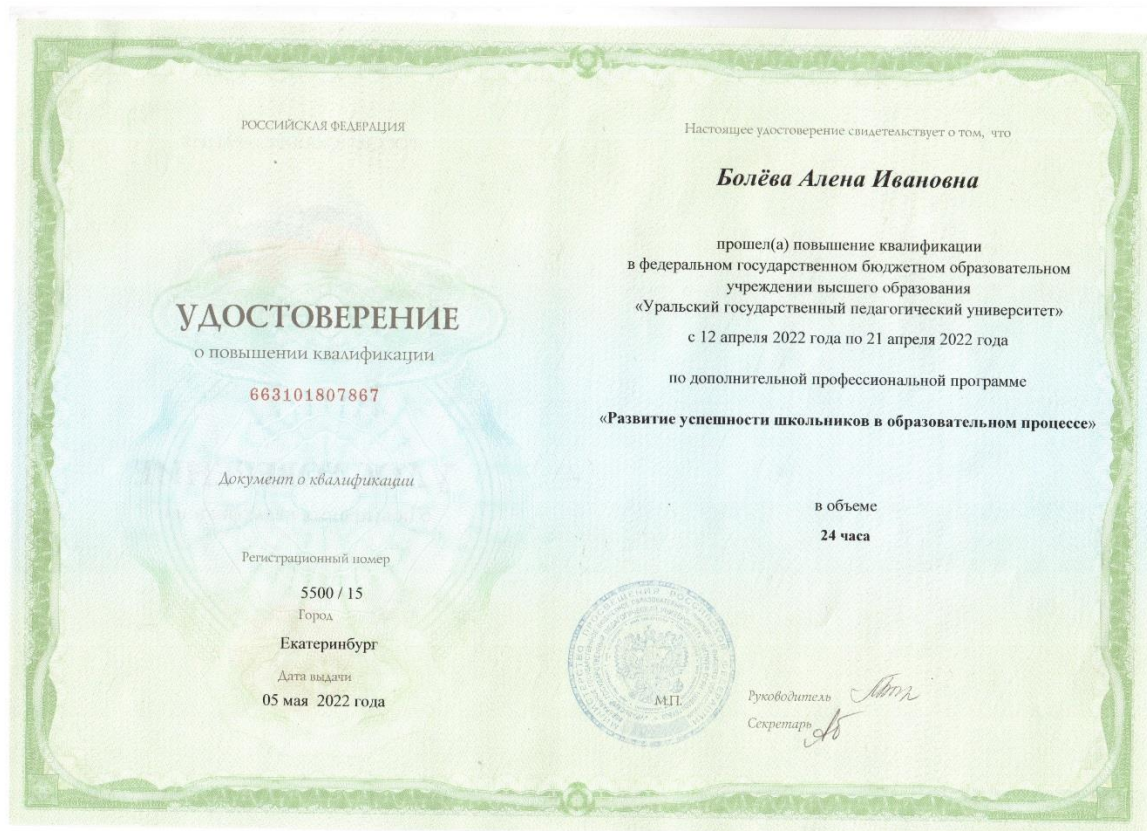 РОССИЙСКАЯ ФЕДЕРАЦИЯ
УДОСТОВЕРЕНИЕ
о повышении квалификации
663101807867
Документ о квалификации
Регистрационный номер
5500 / 15
Город
Екатеринбург
Дата выдачи
05 мая 2022 года
Настоящее удостоверение свидетельствует о том, что
Болёва Алена Ивановна
прошел(а) повышение квалификации
в федеральном государственном бюджетном образовательном
учреждении высшего образования
«Уральский государственный педагогический университет»
с 12 апреля 2022 года по 21 апреля 2022 года
по дополнительной профессиональной программе
«Развитие успешности школьников в образовательном процессе»
в объеме
24 часа
М.П.
Руководитель
Секретарь